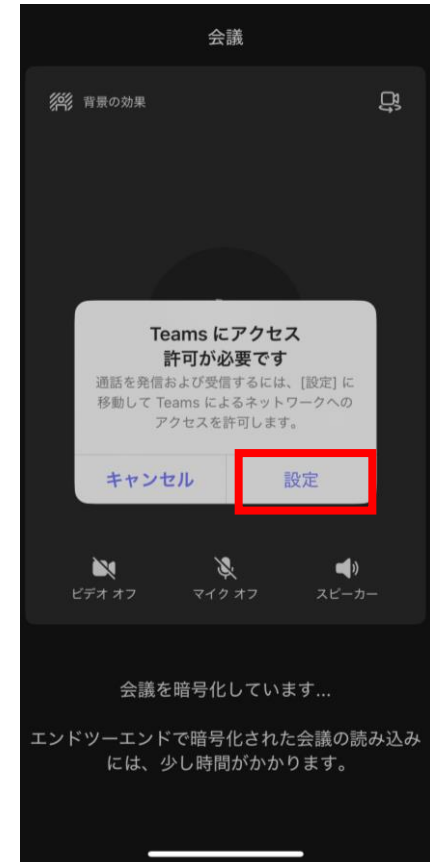 会議
背景の効果
Teams にアクセス
許可が必要です
通話を発信および受信するには、[設定] に
移動して Teams によるネットワークへの
アクセスを許可します。
キャンセル 設定
ビデオ オフ マイク オフ スピーカー
会議を暗号化しています...
エンドツーエンドで暗号化された会議の読み込み
には、少し時間がかかります。